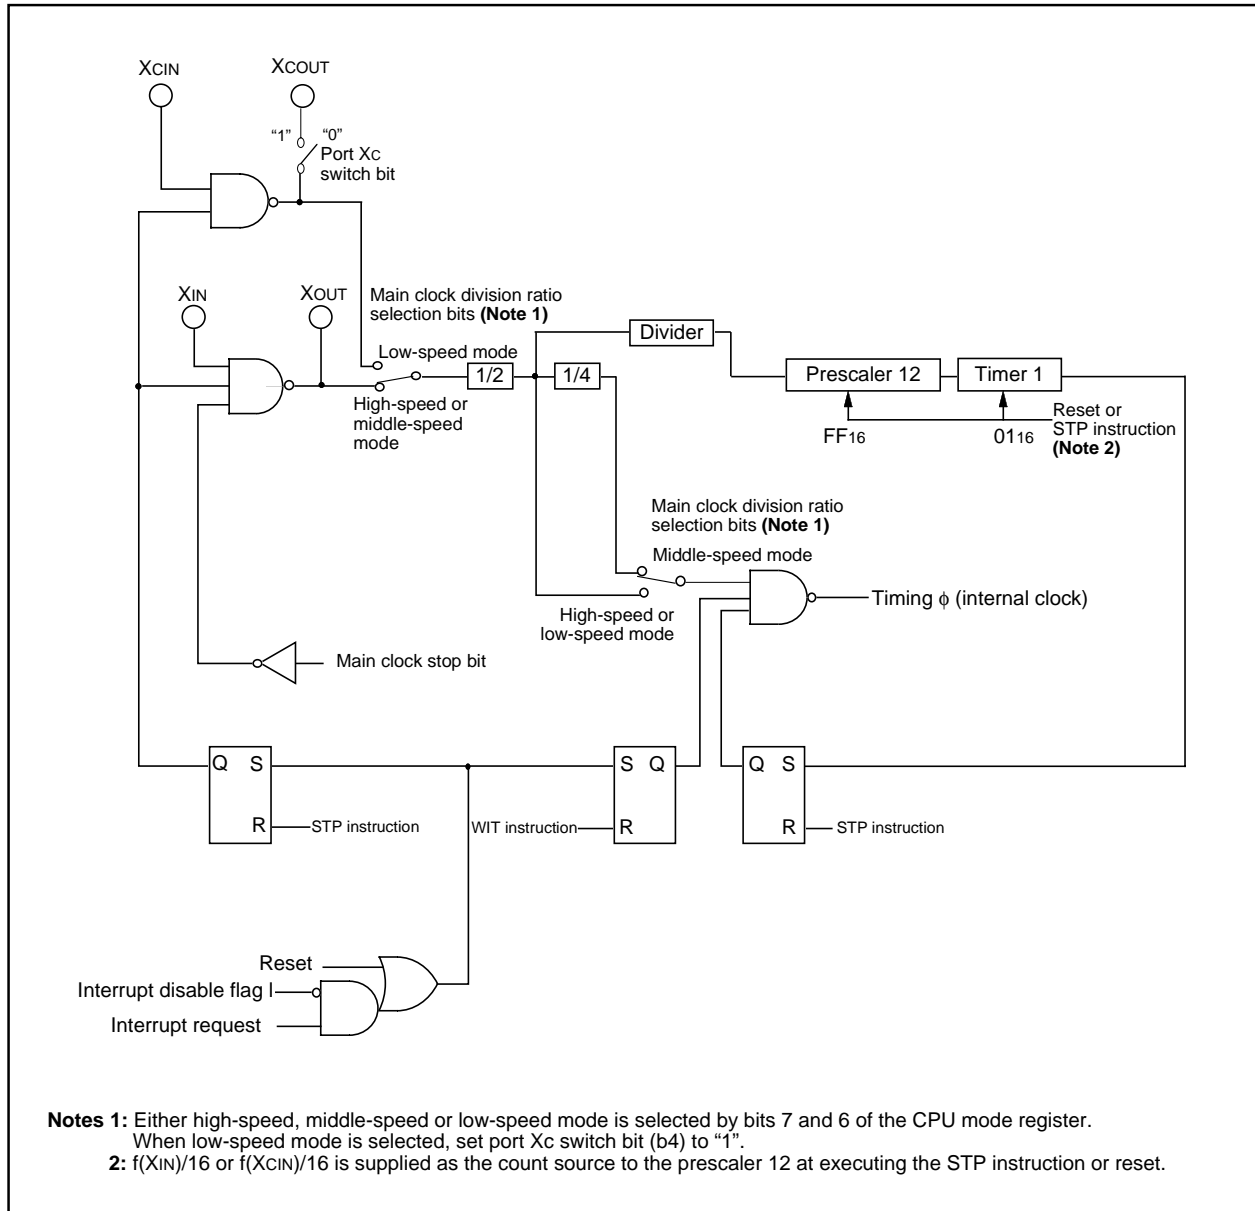 XCIN
XCOUT
“1” “0”
Port XC
switch bit
XIN
XOUT
Main clock division ratio
selection bits (Note 1)
Low-speed mode
High-speed or
middle-speed
mode
1/2
1/4
Divider
Prescaler 12
Timer 1
FF16
0116
Reset or
STP instruction
(Note 2)
Main clock division ratio
selection bits (Note 1)
Middle-speed mode
High-speed or
low-speed mode
Timing ϕ (internal clock)
Main clock stop bit
Q S
R
STP instruction
WIT instruction
S Q
R
Q S
R
STP instruction
Reset
Interrupt disable flag I
Interrupt request
Notes 1: Either high-speed, middle-speed or low-speed mode is selected by bits 7 and 6 of the CPU mode register.
When low-speed mode is selected, set port Xc switch bit (b4) to “1”.
2: f(XIN)/16 or f(XCIN)/16 is supplied as the count source to the prescaler 12 at executing the STP instruction or reset.